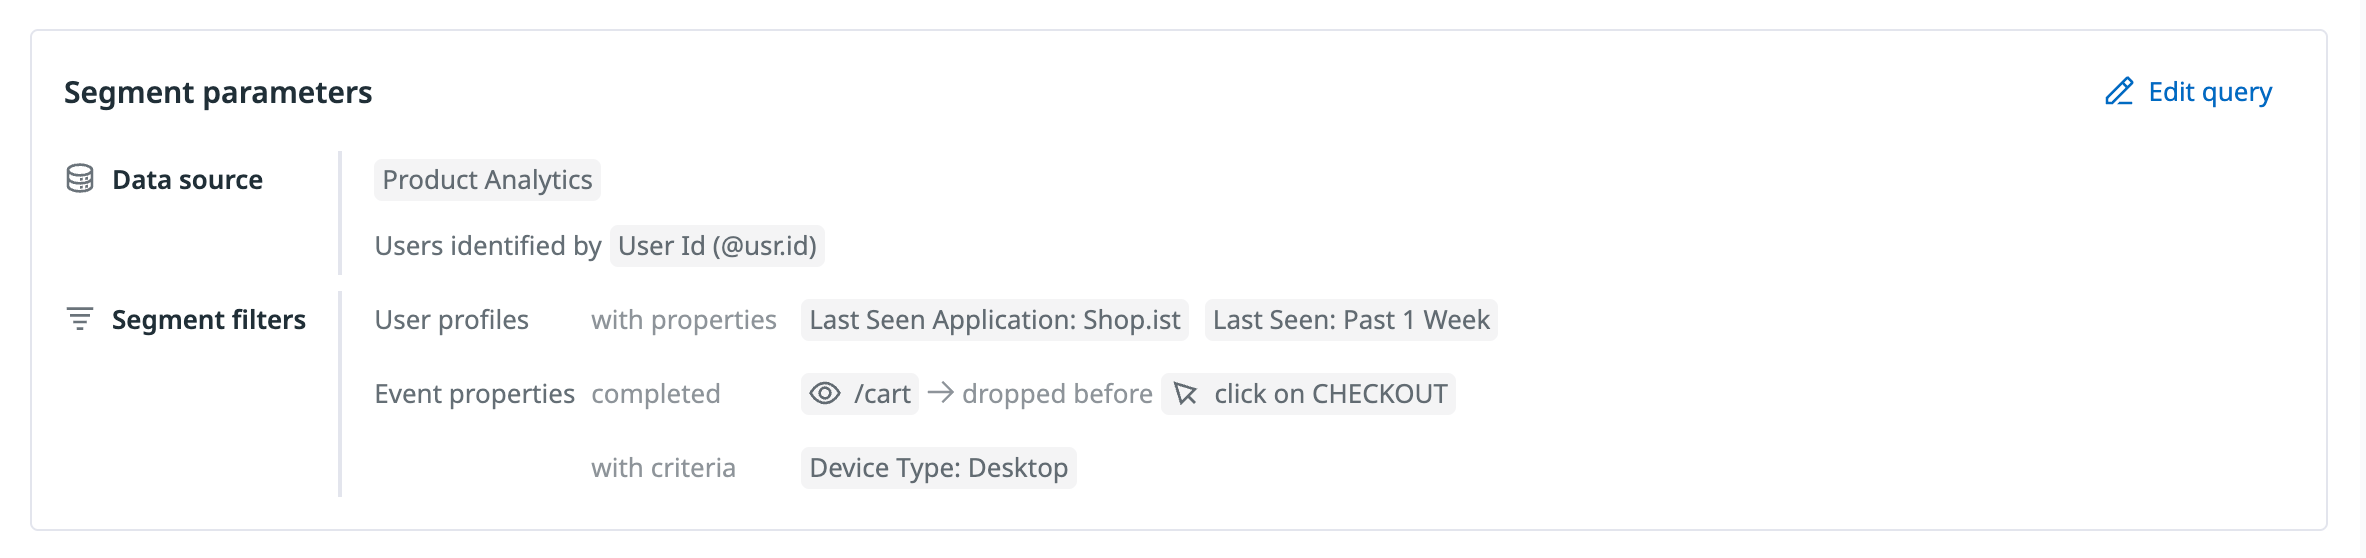 Segment parameters
Edit query
Data source
Product Analytics
Users identified by User Id (@usr.id)
Segment filters
User profiles with properties Last Seen Application: Shop.ist Last Seen: Past 1 Week
Event properties completed /cart → dropped before click on CHECKOUT
with criteria Device Type: Desktop